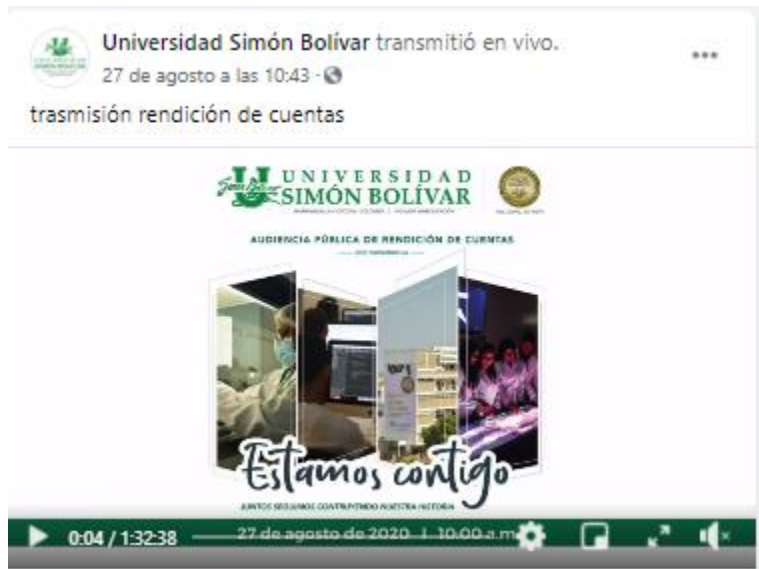 Universidad Simón Bolívar transmitió en vivo.
27 de agosto a las 10:43 ·
trasmisión rendición de cuentas
Simón Bolívar
UNIVERSIDAD
SIMÓN BOLÍVAR
AUDIENCIA PÚBLICA DE RENDICIÓN DE CUENTAS
Estamos contigo
JUNTOS SEGUIMOS CONSTRUYENDO NUESTRA HISTORIA
0:04 / 1:32:38
27 de agosto de 2020 | 10:00 a.m